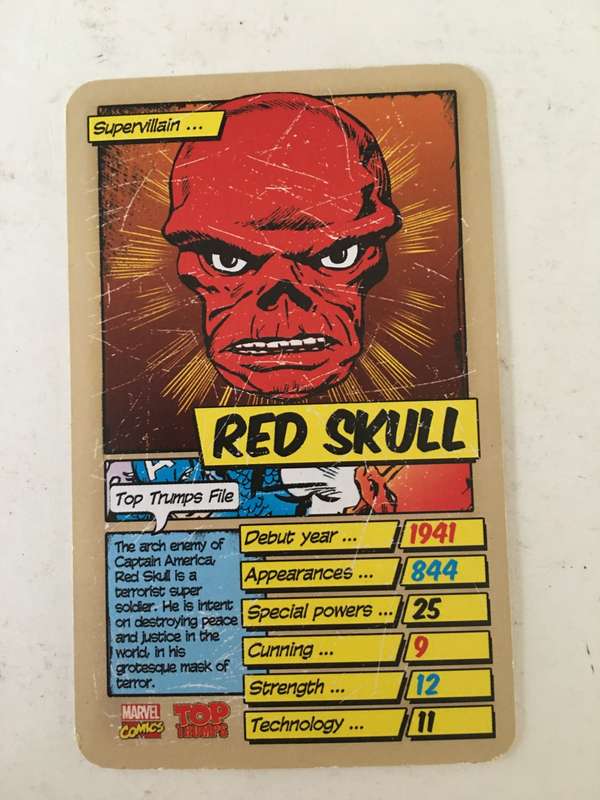 Supervillain ...
RED SKULL
Top Trumps File
The arch enemy of
Captain America,
Red Skull is a
terrorist super
soldier. He is intent
on destroying peace
and justice in the
world, in his
grotesque mask of
terror.
Debut year ... 1941
Appearances ... 844
Special powers ... 25
Cunning ... 9
Strength ... 12
Technology ... 11
MARVEL
COMICS
TOP
TRUMPS